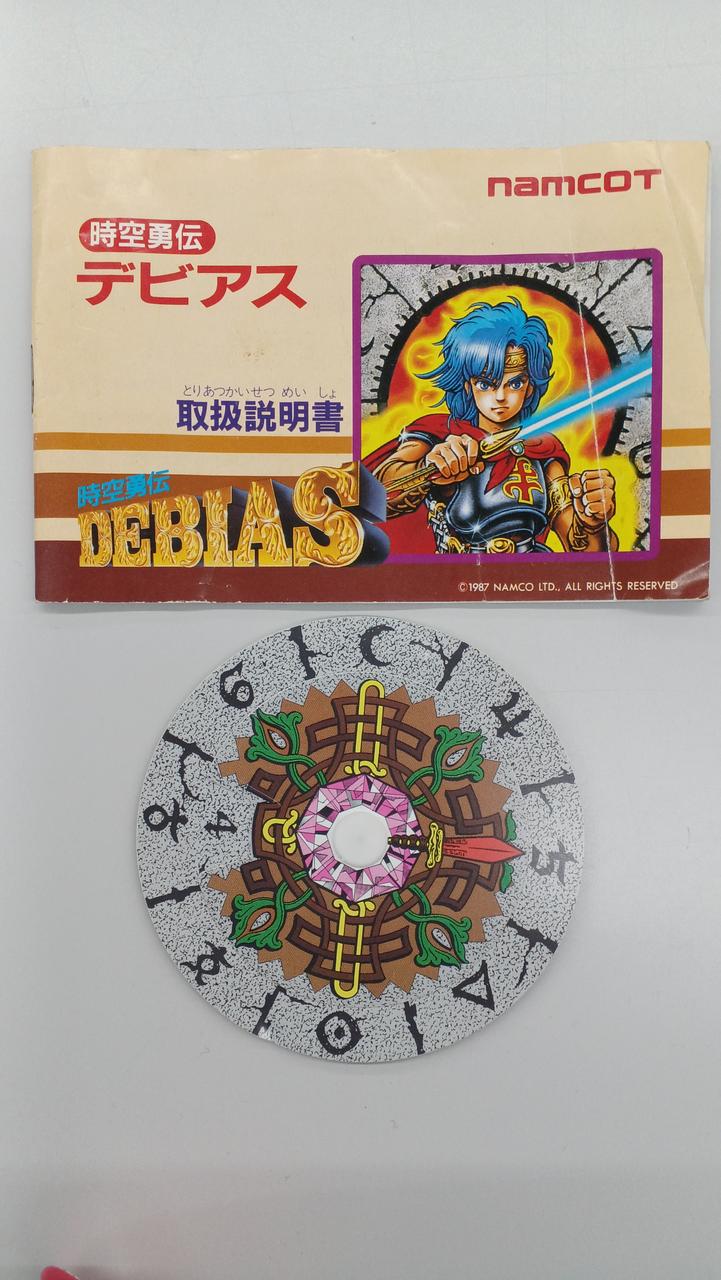 namcot
時空勇伝
デビアス
とりあつかいせつ めい しょ
取扱説明書
時空勇伝
DEBIAS
©1987 NAMCO LTD., ALL RIGHTS RESERVED
4